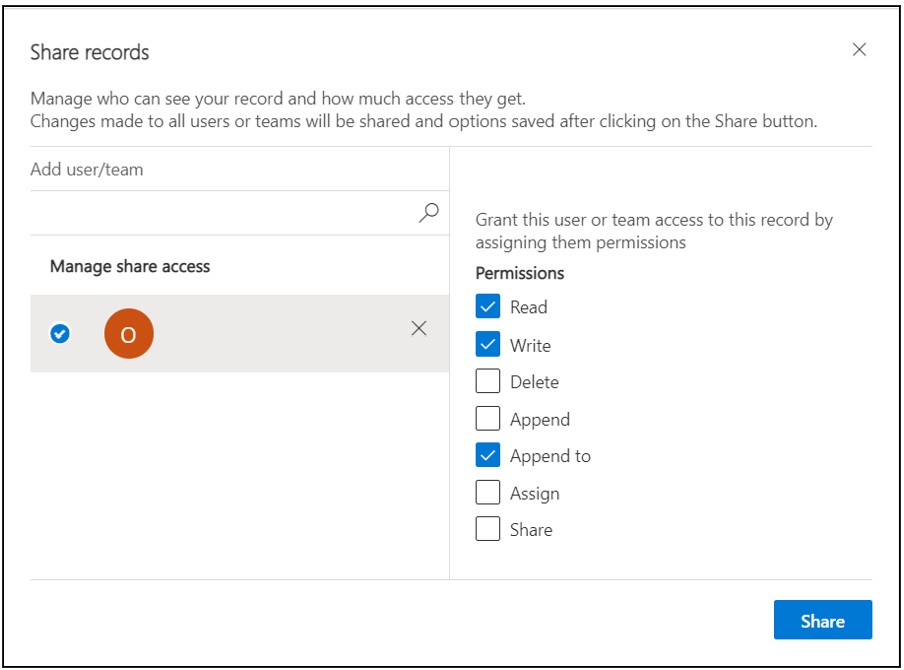 Share records
Manage who can see your record and how much access they get.
Changes made to all users or teams will be shared and options saved after clicking on the Share button.
Add user/team
Manage share access
O
Grant this user or team access to this record by
assigning them permissions
Permissions
Read
Write
Delete
Append
Append to
Assign
Share
Share